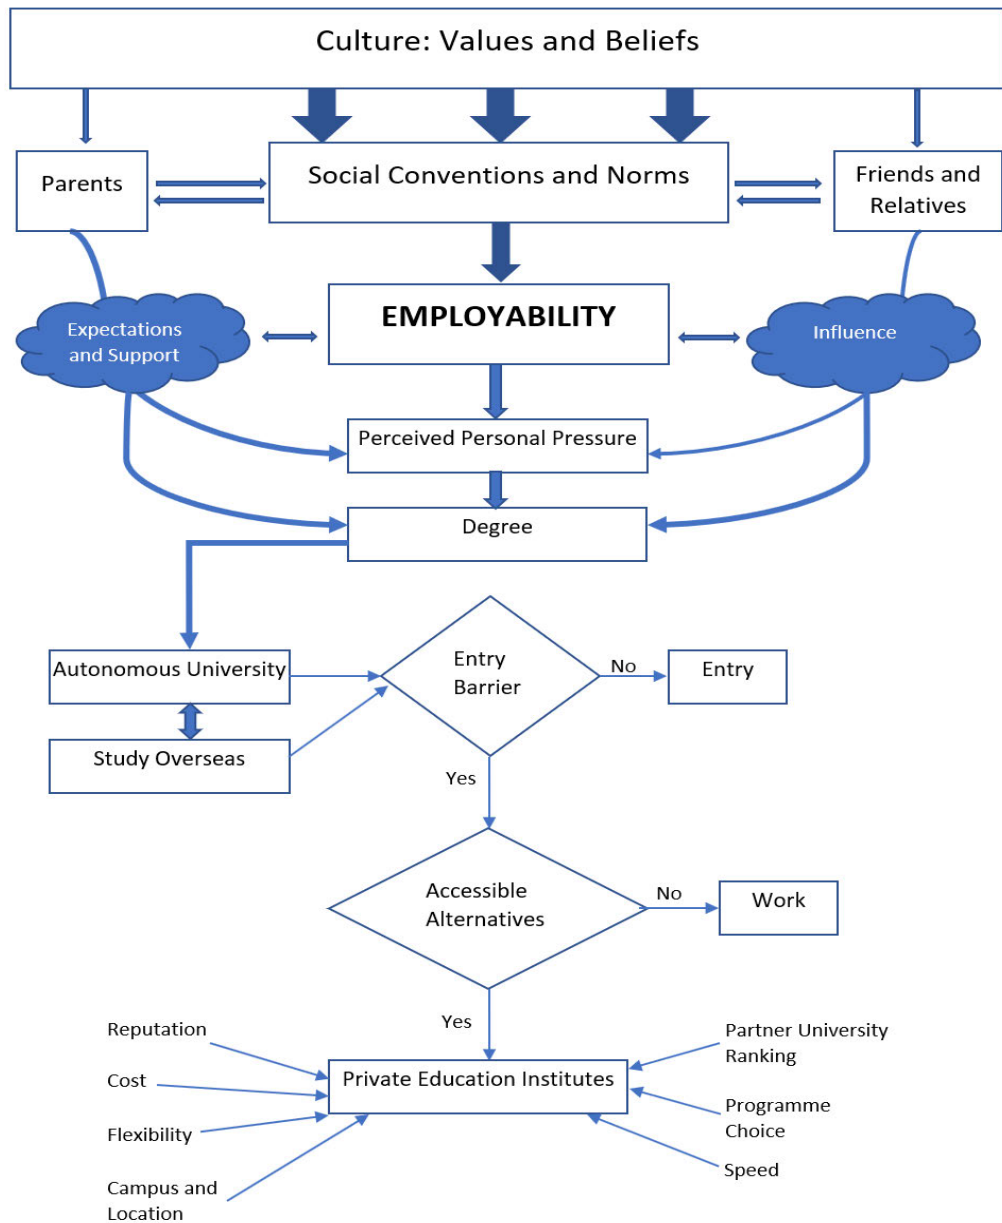 Culture: Values and Beliefs
Parents
Social Conventions and Norms
Friends and
Relatives
Expectations
and Support
EMPLOYABILITY
Influence
Perceived Personal Pressure
Degree
Autonomous University
Entry
Barrier
No
Entry
Study Overseas
Yes
Accessible
Alternatives
No
Work
Yes
Reputation
Partner University
Ranking
Cost
Private Education Institutes
Programme
Choice
Flexibility
Speed
Campus and
Location